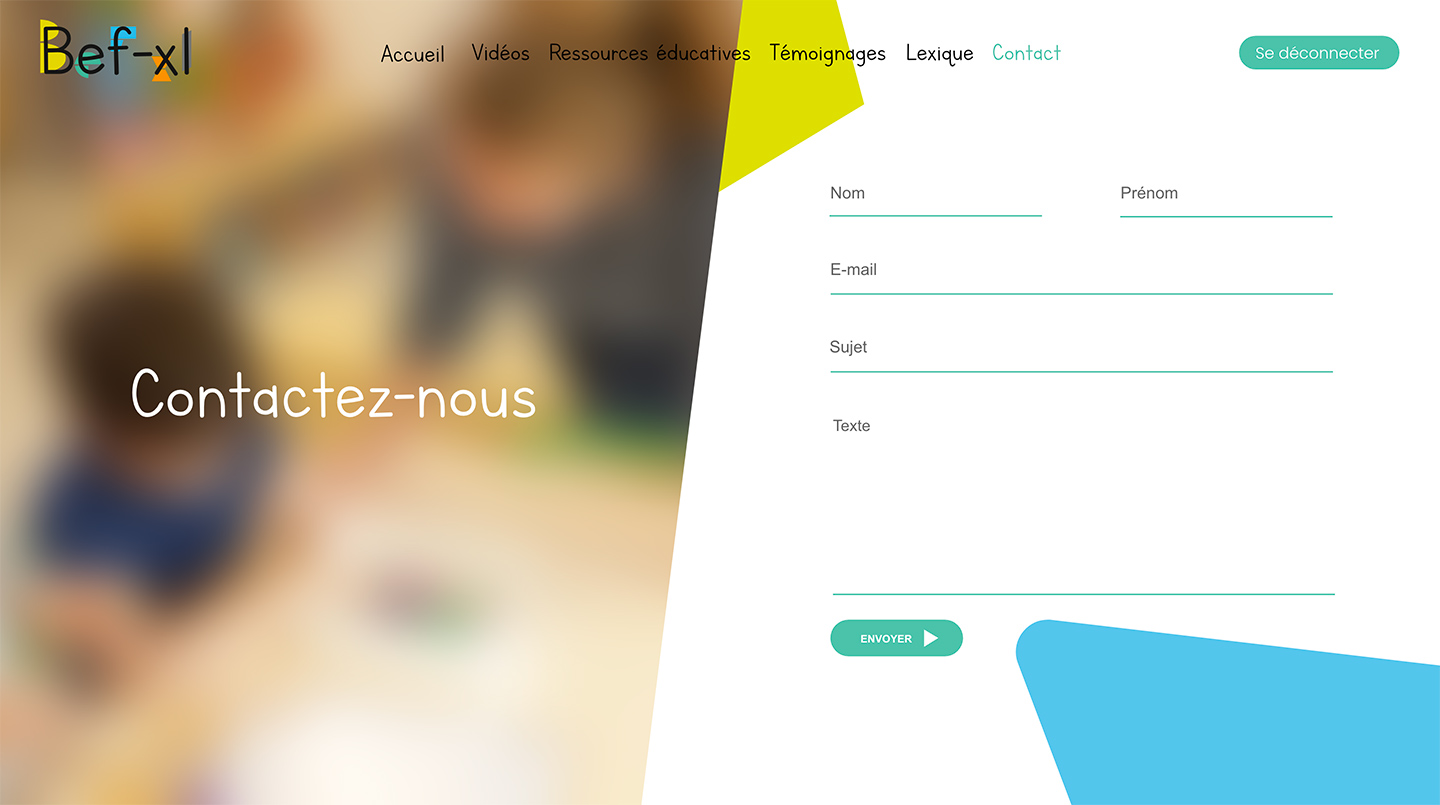 Bef-xl
Accueil Vidéos Ressources éducatives Témoignages Lexique Contact
Se déconnecter
Nom Prénom
E-mail
Sujet
Contactez-nous
Texte
ENVOYER